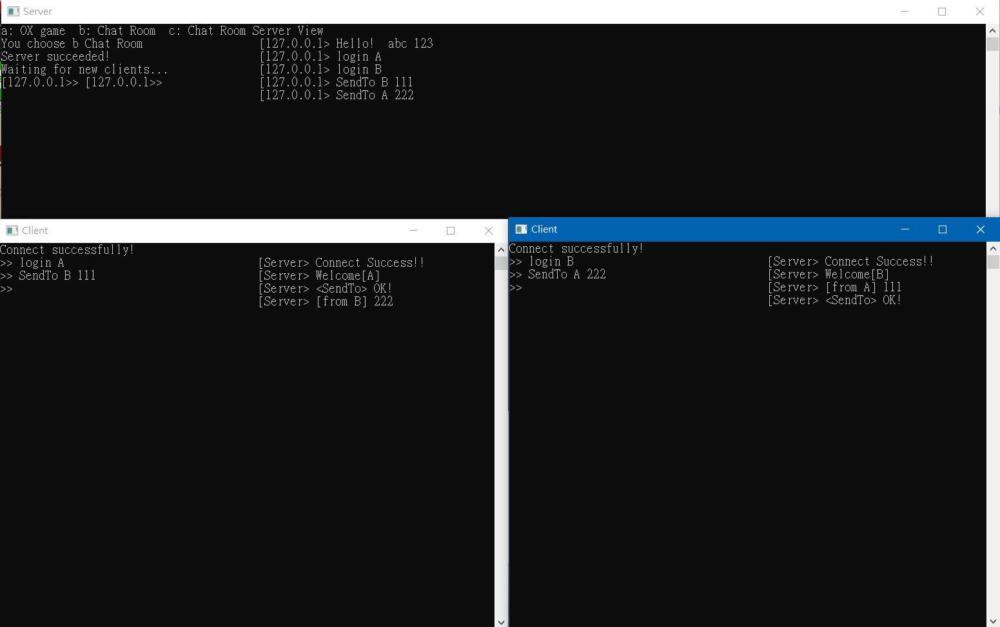 Server
a: OX game  b: Chat Room  c: Chat Room Server View
You choose b Chat Room [127.0.0.1> Hello!  abc 123
Server succeeded! [127.0.0.1> login A
Waiting for new clients... [127.0.0.1> login B
[127.0.0.1>> [127.0.0.1>> [127.0.0.1> SendTo B 111
[127.0.0.1> SendTo A 222
Client
Connect successfully!
>> login A [Server> Connect Success!!
>> SendTo B 111 [Server> Welcome[A]
>> [Server> <SendTo> OK!
[Server> [from B] 222
Client
Connect successfully!
>> login B [Server> Connect Success!!
>> SendTo A 222 [Server> Welcome[B]
>> [Server> [from A] 111
[Server> <SendTo> OK!